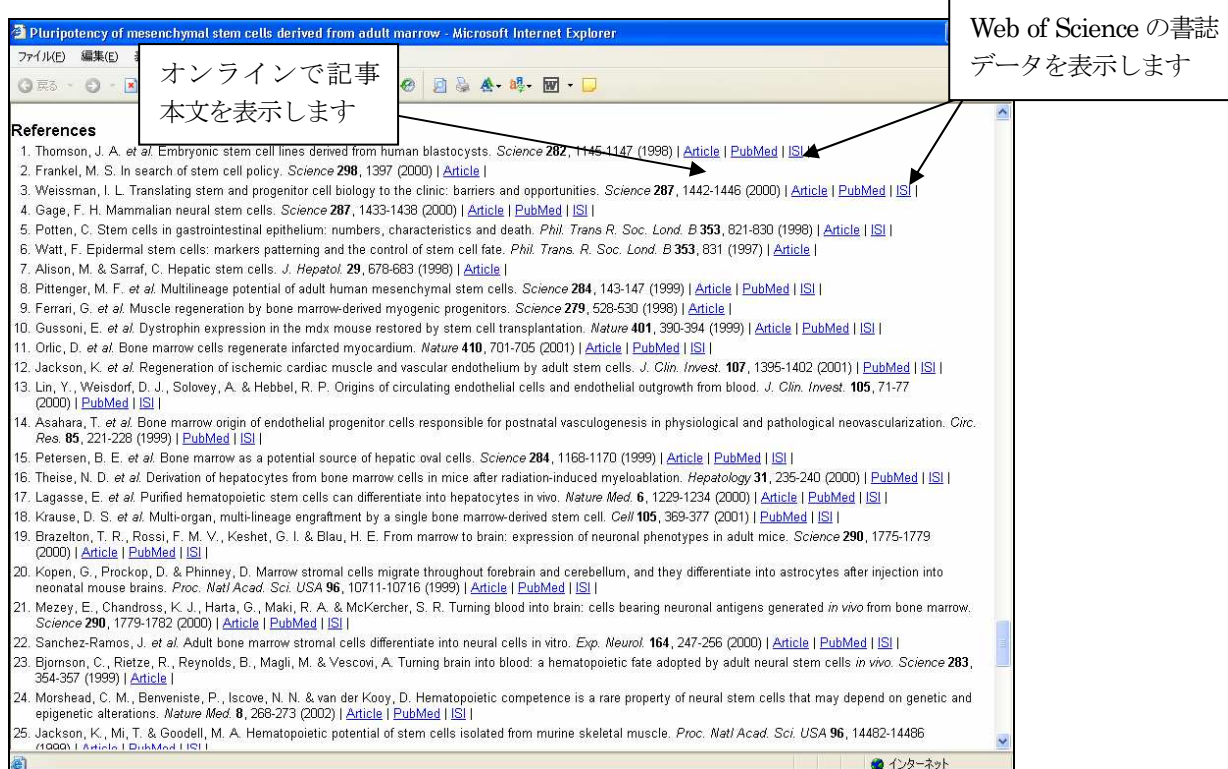 Pluripotency of mesenchymal stem cells derived from adult marrow - Microsoft Internet Explorer
Web of Science の書誌
データを表示します
ファイル(F) 編集(E)
オンラインで記事
本文を表示します
戻る
References
1. Thomson, J. A. et al. Embryonic stem cell lines derived from human blastocysts. Science 282, 1145-1147 (1998) | Article | PubMed | ISI |
2. Frankel, M. S. In search of stem cell policy. Science 298, 1397 (2000) | Article |
3. Weissman, I. L. Translating stem and progenitor cell biology to the clinic: barriers and opportunities. Science 287, 1442-1446 (2000) | Article | PubMed | ISI |
4. Gage, F. H. Mammalian neural stem cells. Science 287, 1433-1438 (2000) | Article | PubMed | ISI |
5. Potten, C. Stem cells in gastrointestinal epithelium: numbers, characteristics and death. Phil. Trans R. Soc. Lond. B 353, 821-830 (1998) | Article | ISI |
6. Watt, F. Epidermal stem cells: markers patterning and the control of stem cell fate. Phil. Trans. R. Soc. Lond. B 353, 831 (1997) | Article |
7. Alison, M. & Sarraf, C. Hepatic stem cells. J. Hepatol. 29, 678-683 (1998) | Article |
8. Pittenger, M. F. et al. Multilineage potential of adult human mesenchymal stem cells. Science 284, 143-147 (1999) | Article | PubMed | ISI |
9. Ferrari, G. et al. Muscle regeneration by bone marrow-derived myogenic progenitors. Science 279, 528-530 (1998) | Article |
10. Gussoni, E. et al. Dystrophin expression in the mdx mouse restored by stem cell transplantation. Nature 401, 390-394 (1999) | Article | PubMed | ISI |
11. Orlic, D. et al. Bone marrow cells regenerate infarcted myocardium. Nature 410, 701-705 (2001) | Article | PubMed | ISI |
12. Jackson, K. et al. Regeneration of ischemic cardiac muscle and vascular endothelium by adult stem cells. J. Clin. Invest. 107, 1395-1402 (2001) | PubMed | ISI |
13. Lin, Y., Weisdorf, D. J., Solovey, A. & Hebbel, R. P. Origins of circulating endothelial cells and endothelial outgrowth from blood. J. Clin. Invest. 105, 71-77
(2000) | PubMed | ISI |
14. Asahara, T. et al. Bone marrow origin of endothelial progenitor cells responsible for postnatal vasculogenesis in physiological and pathological neovascularization. Circ.
Res. 85, 221-228 (1999) | PubMed | ISI |
15. Petersen, B. E. et al. Bone marrow as a potential source of hepatic oval cells. Science 284, 1168-1170 (1999) | Article | PubMed | ISI |
16. Theise, N. D. et al. Derivation of hepatocytes from bone marrow cells in mice after radiation-induced myeloablation. Hepatology 31, 235-240 (2000) | PubMed | ISI |
17. Lagasse, E. et al. Purified hematopoietic stem cells can differentiate into hepatocytes in vivo. Nature Med. 6, 1229-1234 (2000) | Article | PubMed | ISI |
18. Krause, D. S. et al. Multi-organ, multi-lineage engraftment by a single bone marrow-derived stem cell. Cell 105, 369-377 (2001) | PubMed | ISI |
19. Brazelton, T. R., Rossi, F. M. V., Keshet, G. I. & Blau, H. E. From marrow to brain: expression of neuronal phenotypes in adult mice. Science 290, 1775-1779
(2000) | Article | PubMed | ISI |
20. Kopen, G., Prockop, D. & Phinney, D. Marrow stromal cells migrate throughout forebrain and cerebellum, and they differentiate into astrocytes after injection into
neonatal mouse brains. Proc. Natl Acad. Sci. USA 96, 10711-10716 (1999) | Article | PubMed | ISI |
21. Mezey, E., Chandross, K. J., Harta, G., Maki, R. A. & McKercher, S. R. Turning blood into brain: cells bearing neuronal antigens generated in vivo from bone marrow.
Science 290, 1779-1782 (2000) | Article | PubMed | ISI |
22. Sanchez-Ramos, J. et al. Adult bone marrow stromal cells differentiate into neural cells in vitro. Exp. Neurol. 164, 247-256 (2000) | Article | PubMed | ISI |
23. Bjornson, C., Rietze, R., Reynolds, B., Magli, M. & Vescovi, A. Turning brain into blood: a hematopoietic fate adopted by adult neural stem cells in vivo. Science 283,
354-357 (1999) | Article |
24. Morshead, C. M., Benveniste, P., Iscove, N. N. & van der Kooy, D. Hematopoietic competence is a rare property of neural stem cells that may depend on genetic and
epigenetic alterations. Nature Med. 8, 268-273 (2002) | Article | PubMed | ISI |
25. Jackson, K., Mi, T. & Goodell, M. A. Hematopoietic potential of stem cells isolated from murine skeletal muscle. Proc. Natl Acad. Sci. USA 96, 14482-14486
(1999) | Article | PubMed | ISI |
インターネット